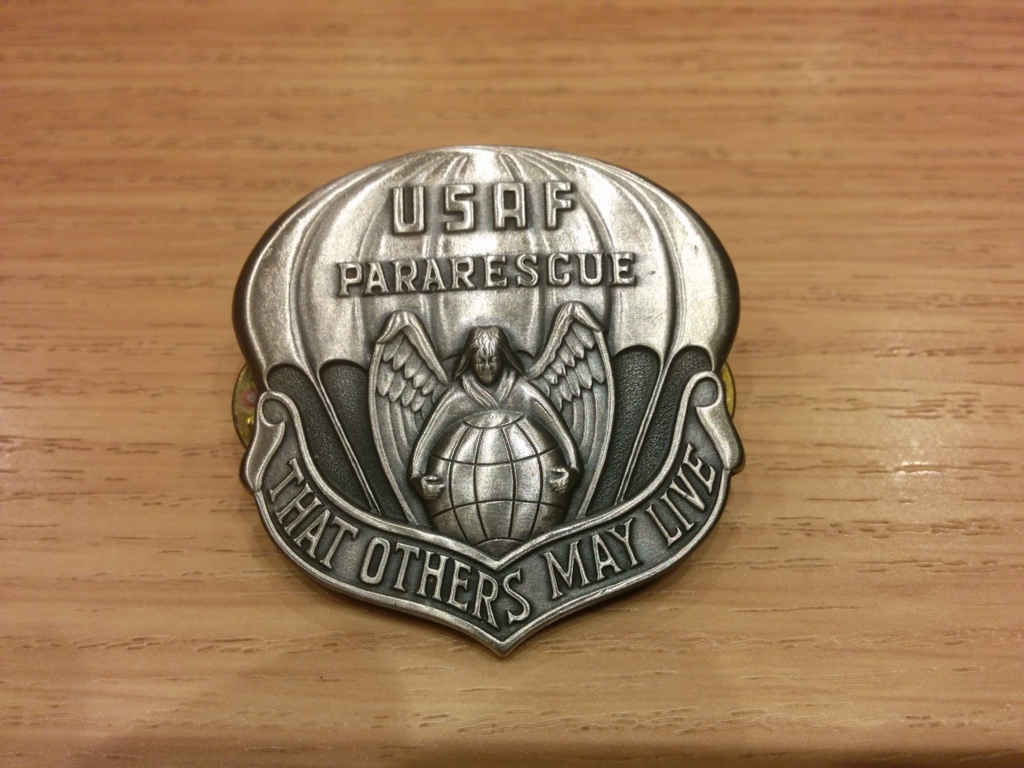 USAF
PARARESCUE
THAT OTHERS MAY LIVE